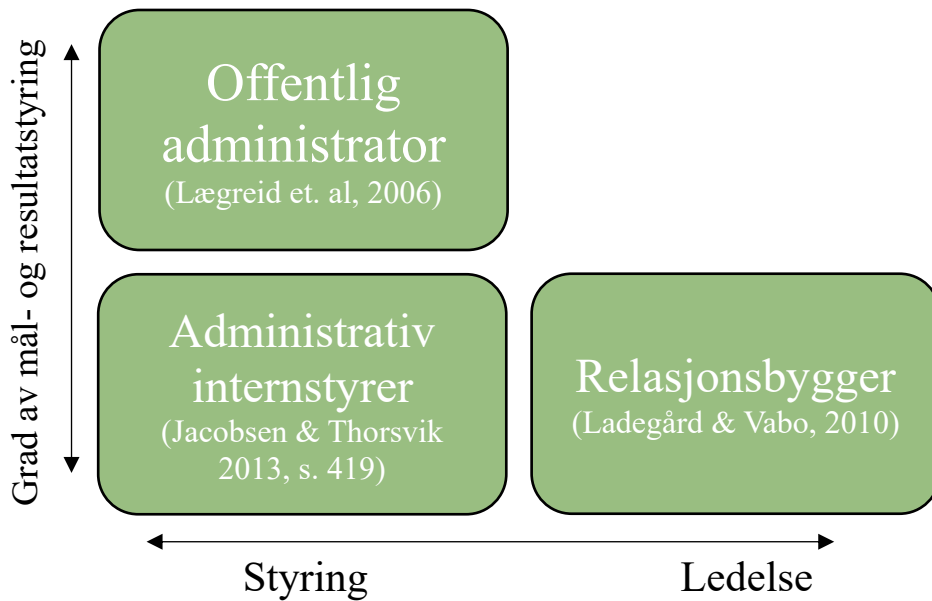 Grad av mål- og resultatstyring
Offentlig
administrator
(Lægreid et. al, 2006)
Administrativ
internstyrer
(Jacobsen & Thorsvik
2013, s. 419)
Relasjonsbygger
(Ladegård & Vabo, 2010)
Styring
Ledelse